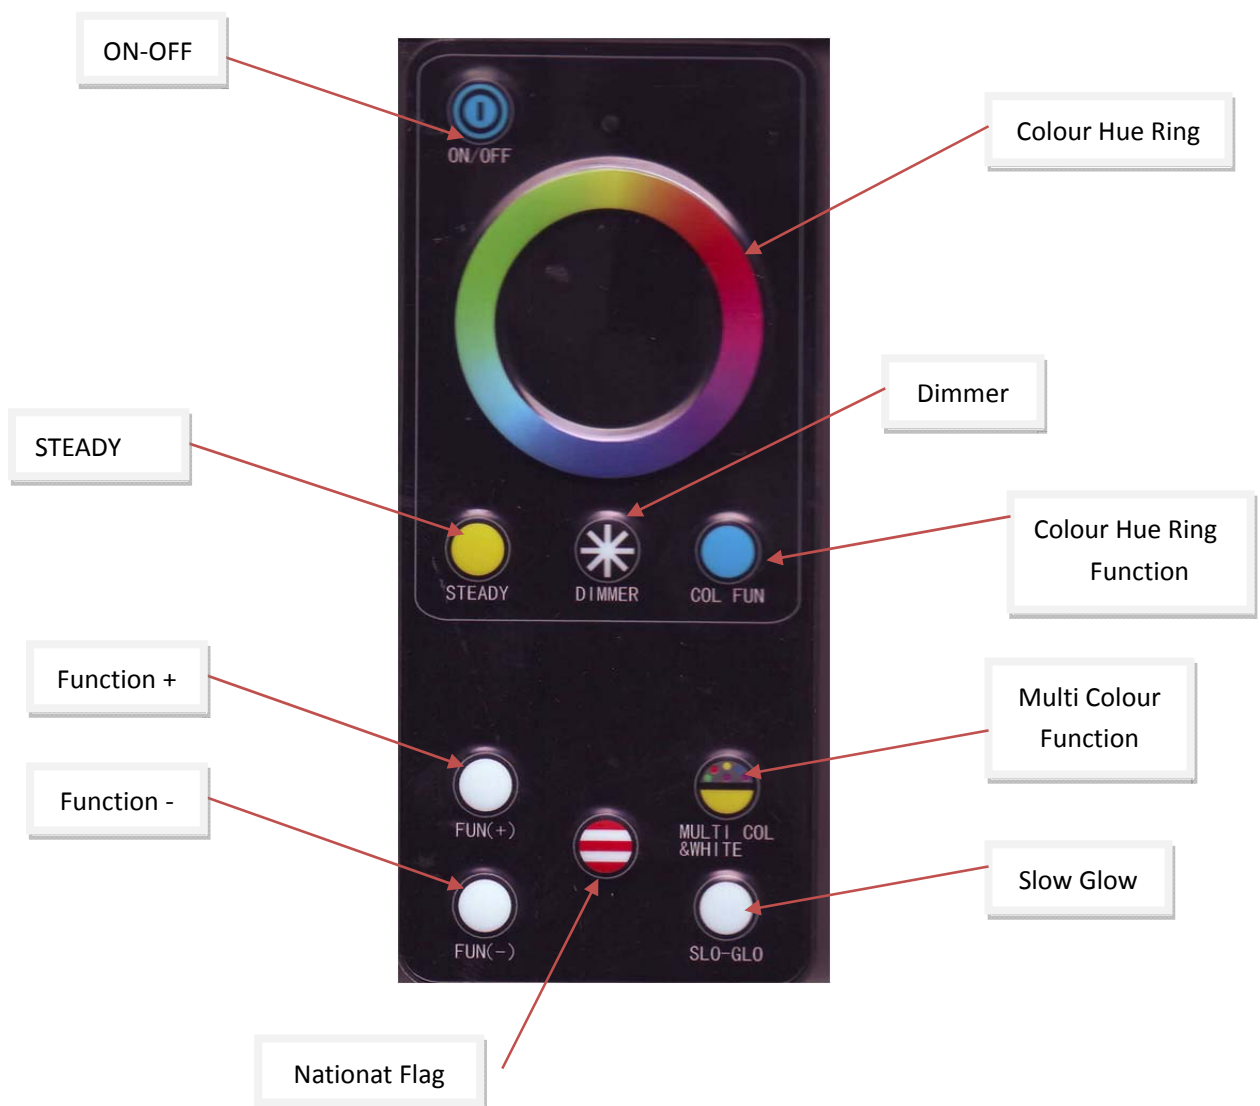 ON-OFF
ON/OFF
Colour Hue Ring
Dimmer
STEADY
Colour Hue Ring
Function
STEADY
DIMMER
COL FUN
Function +
Multi Colour
Function
Function -
FUN(+)
MULTI COL
&WHITE
Slow Glow
FUN(-)
SLO-GLO
Nationat Flag